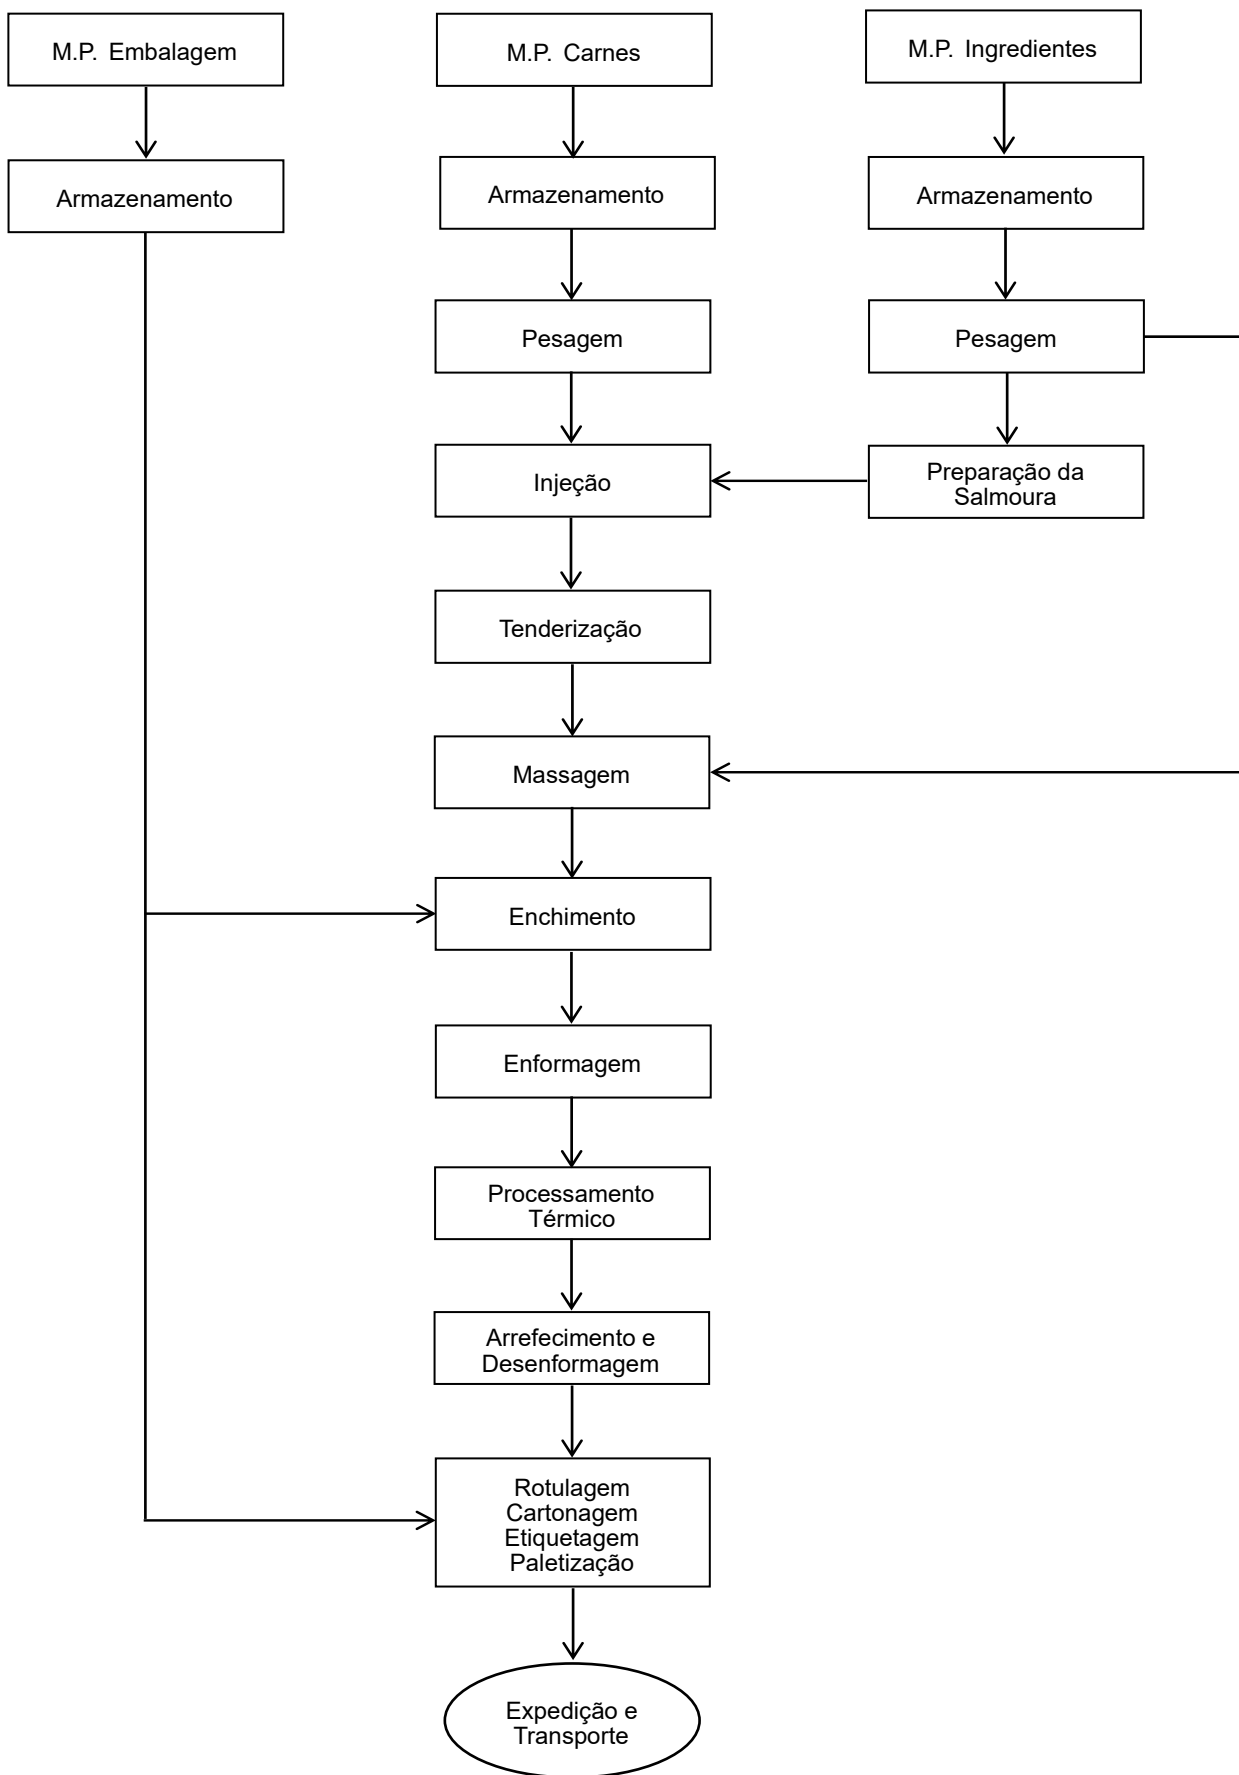 M.P. Embalagem
M.P. Carnes
M.P. Ingredientes
Armazenamento
Armazenamento
Armazenamento
Pesagem
Pesagem
Injeção
Preparação da
Salmoura
Tenderização
Massagem
Enchimento
Enformagem
Processamento
Térmico
Arrefecimento e
Desenformagem
Rotulagem
Cartonagem
Etiquetagem
Paletização
Expedição e
Transporte